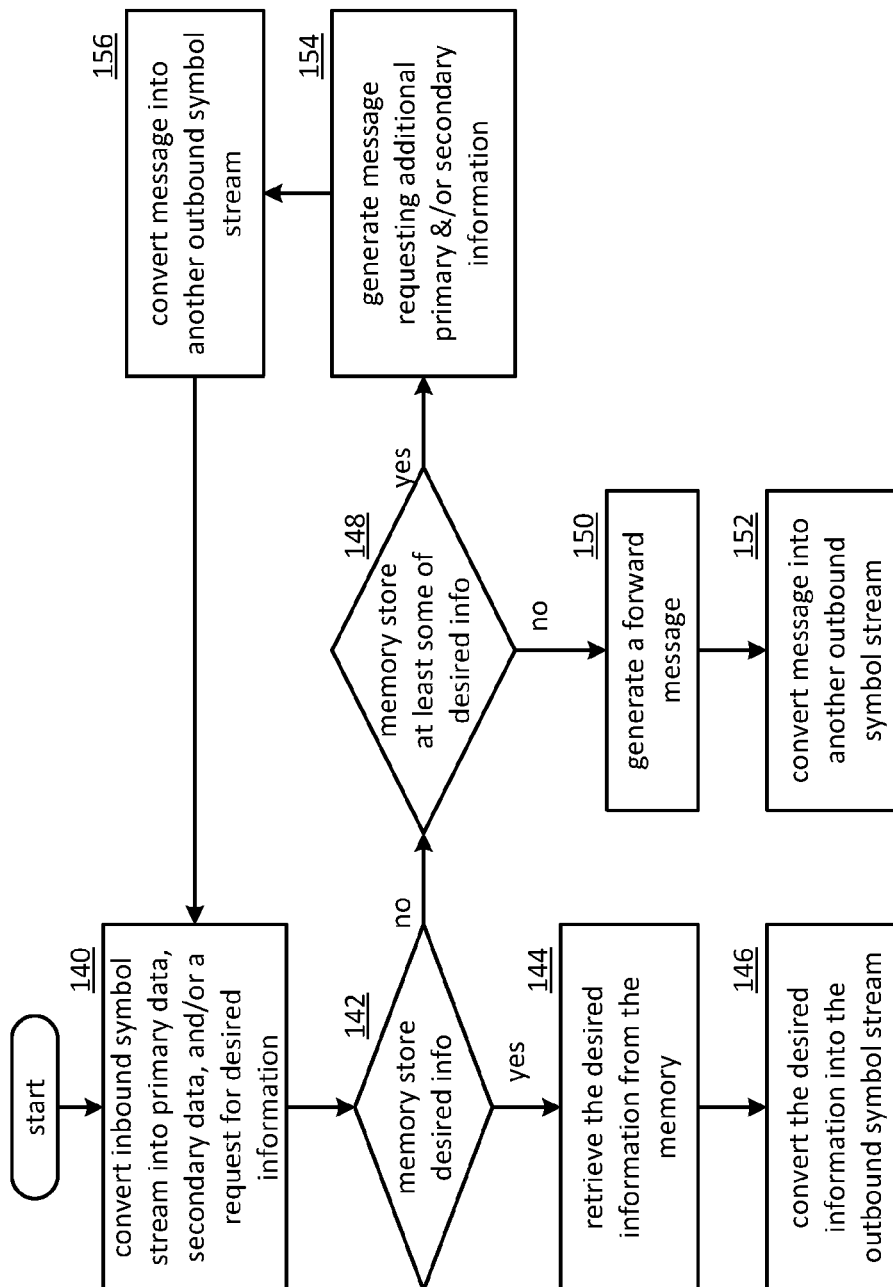 start
140
convert inbound symbol
stream into primary data,
secondary data, and/or a
request for desired
information
142
memory store
desired info
yes
no
144
retrieve the desired
information from the
memory
146
convert the desired
information into the
outbound symbol stream
148
memory store
at least some of
desired info
yes
no
150
generate a forward
message
152
convert message into
another outbound
symbol stream
154
generate message
requesting additional
primary &/or secondary
information
156
convert message into
another outbound symbol
stream